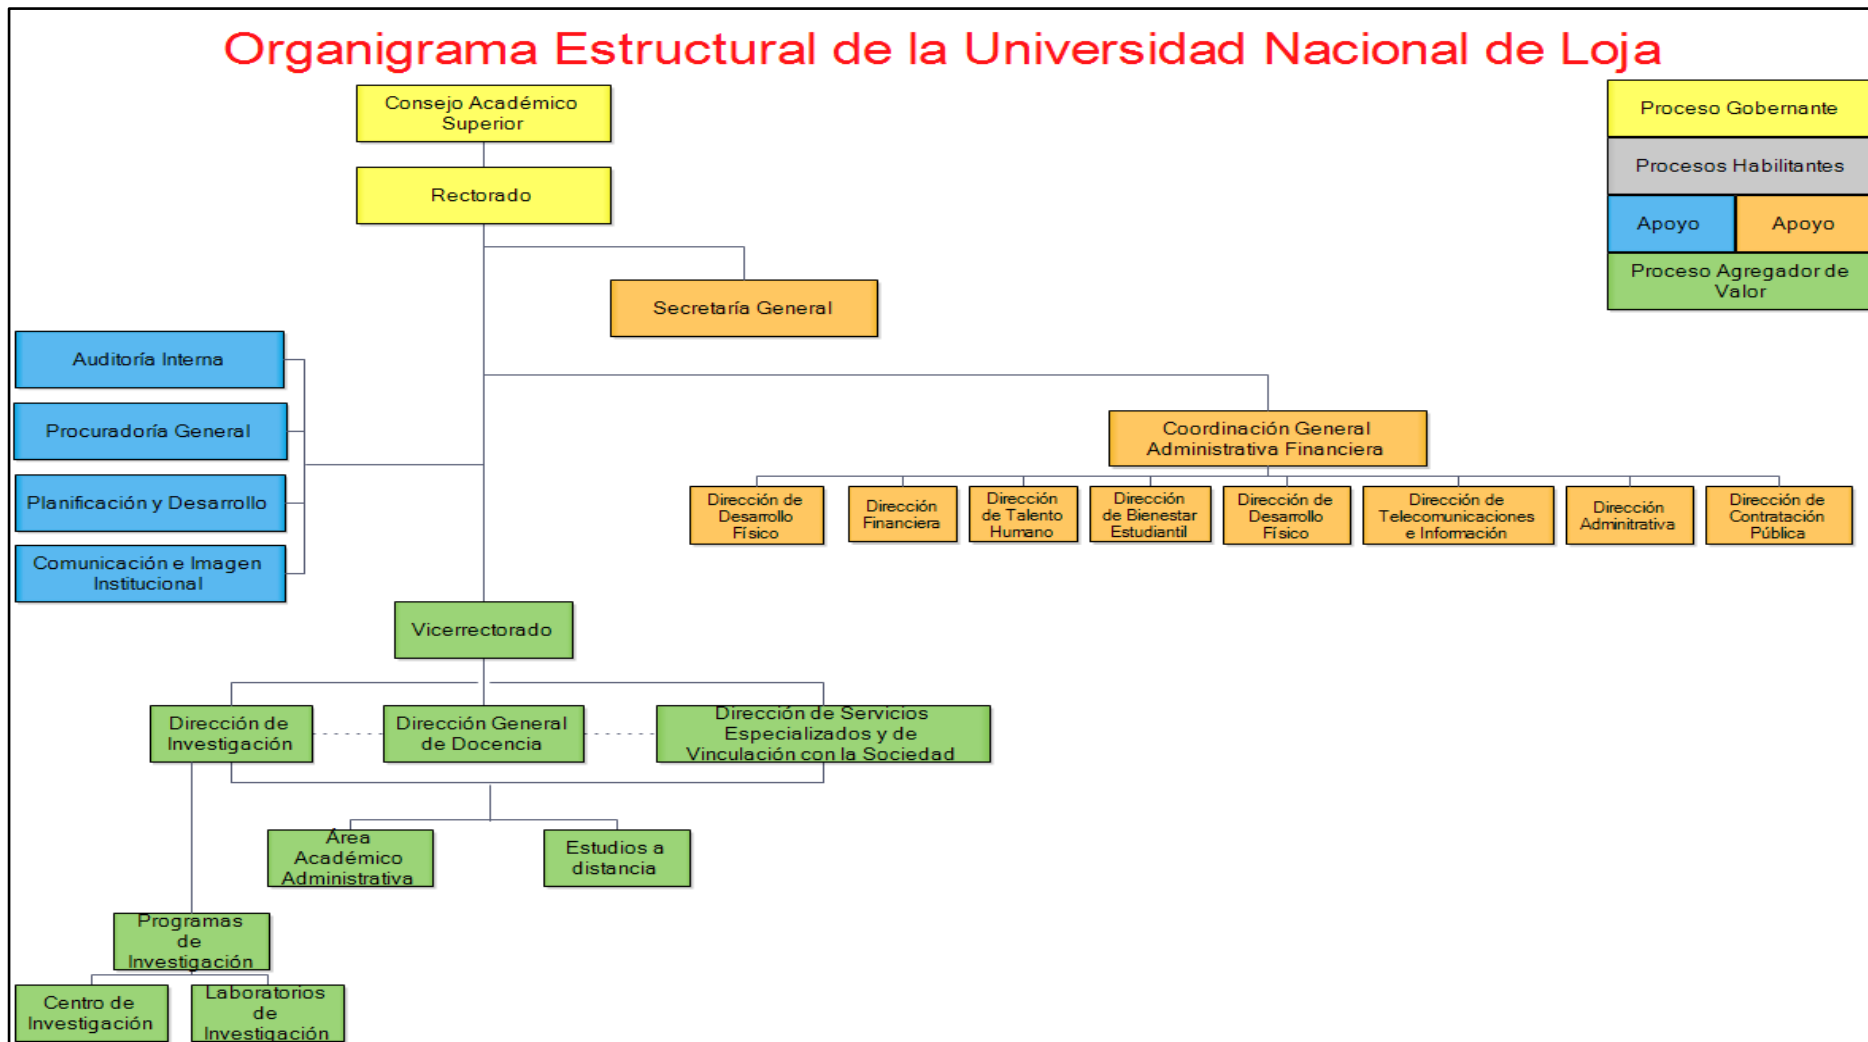 Organigrama Estructural de la Universidad Nacional de Loja
Consejo Académico
Superior
Rectorado
Proceso Gobernante
Procesos Habilitantes
Apoyo
Apoyo
Proceso Agregador de
Valor
Secretaría General
Auditoría Interna
Procuradoría General
Planificación y Desarrollo
Comunicación e Imagen
Institucional
Coordinación General
Administrativa Financiera
Dirección de
Desarrollo
Físico
Dirección
Financiera
Dirección
de Talento
Humano
Dirección
de Bienestar
Estudiantil
Dirección de
Desarrollo
Físico
Dirección de
Telecomunicaciones
e Información
Dirección
Adminitrativa
Dirección de
Contratación
Pública
Vicerrectorado
Dirección de
Investigación
Dirección General
de Docencia
Dirección de Servicios
Especializados y de
Vinculación con la Sociedad
Área
Académico
Administrativa
Estudios a
distancia
Programas
de
Investigación
Centro de
Investigación
Laboratorios
de
Investigación